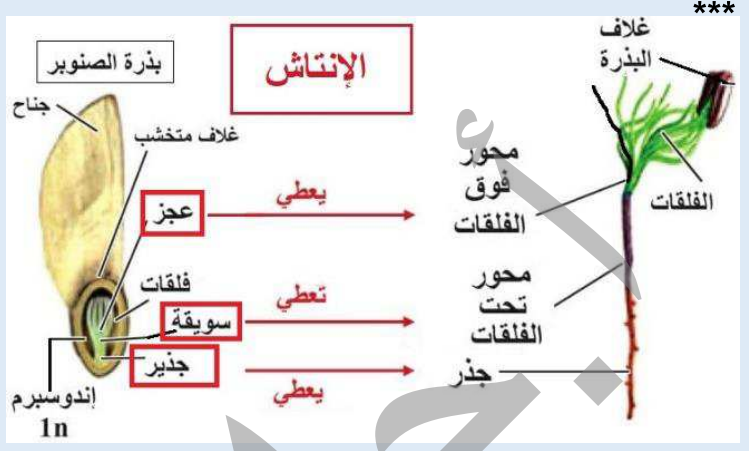 ***
غلاف
البذرة
الإنتاش
بذرة الصنوبر
جناح
غلاف متخشب
محور
فوق
الفلقات
الفلقات
عجز
يعطي
فلقات
محور
تحت
الفلقات
سويقة
تعطي
جذير
يعطي
جذر
إندوسبرم
1n